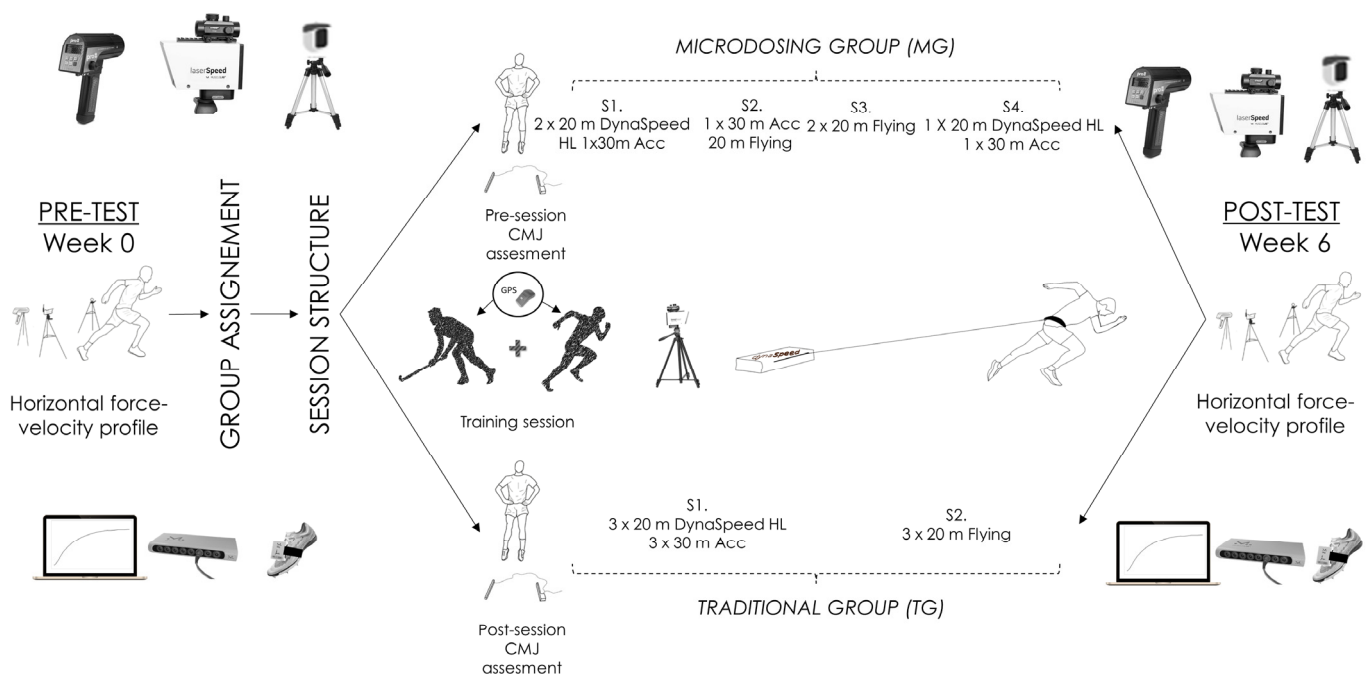 MICRODOSING GROUP (MG)
laserSpeed
laserSpeed
S1.
2 x 20 m DynaSpeed
HL 1x30m Acc
S2.
1 x 30 m Acc
20 m Flying
S3.
2 x 20 m Flying
S4.
1 X 20 m DynaSpeed HL
1 x 30 m Acc
PRE-TEST
Week 0
Horizontal force-
velocity profile
GROUP ASSIGNEMENT
SESSION STRUCTURE
Pre-session
CMJ
assesment
GPS
Training session
DynaSpeed
POST-TEST
Week 6
Horizontal force-
velocity profile
S1.
3 x 20 m DynaSpeed HL
3 x 30 m Acc
S2.
3 x 20 m Flying
TRADITIONAL GROUP (TG)
Post-session
CMJ
assesment